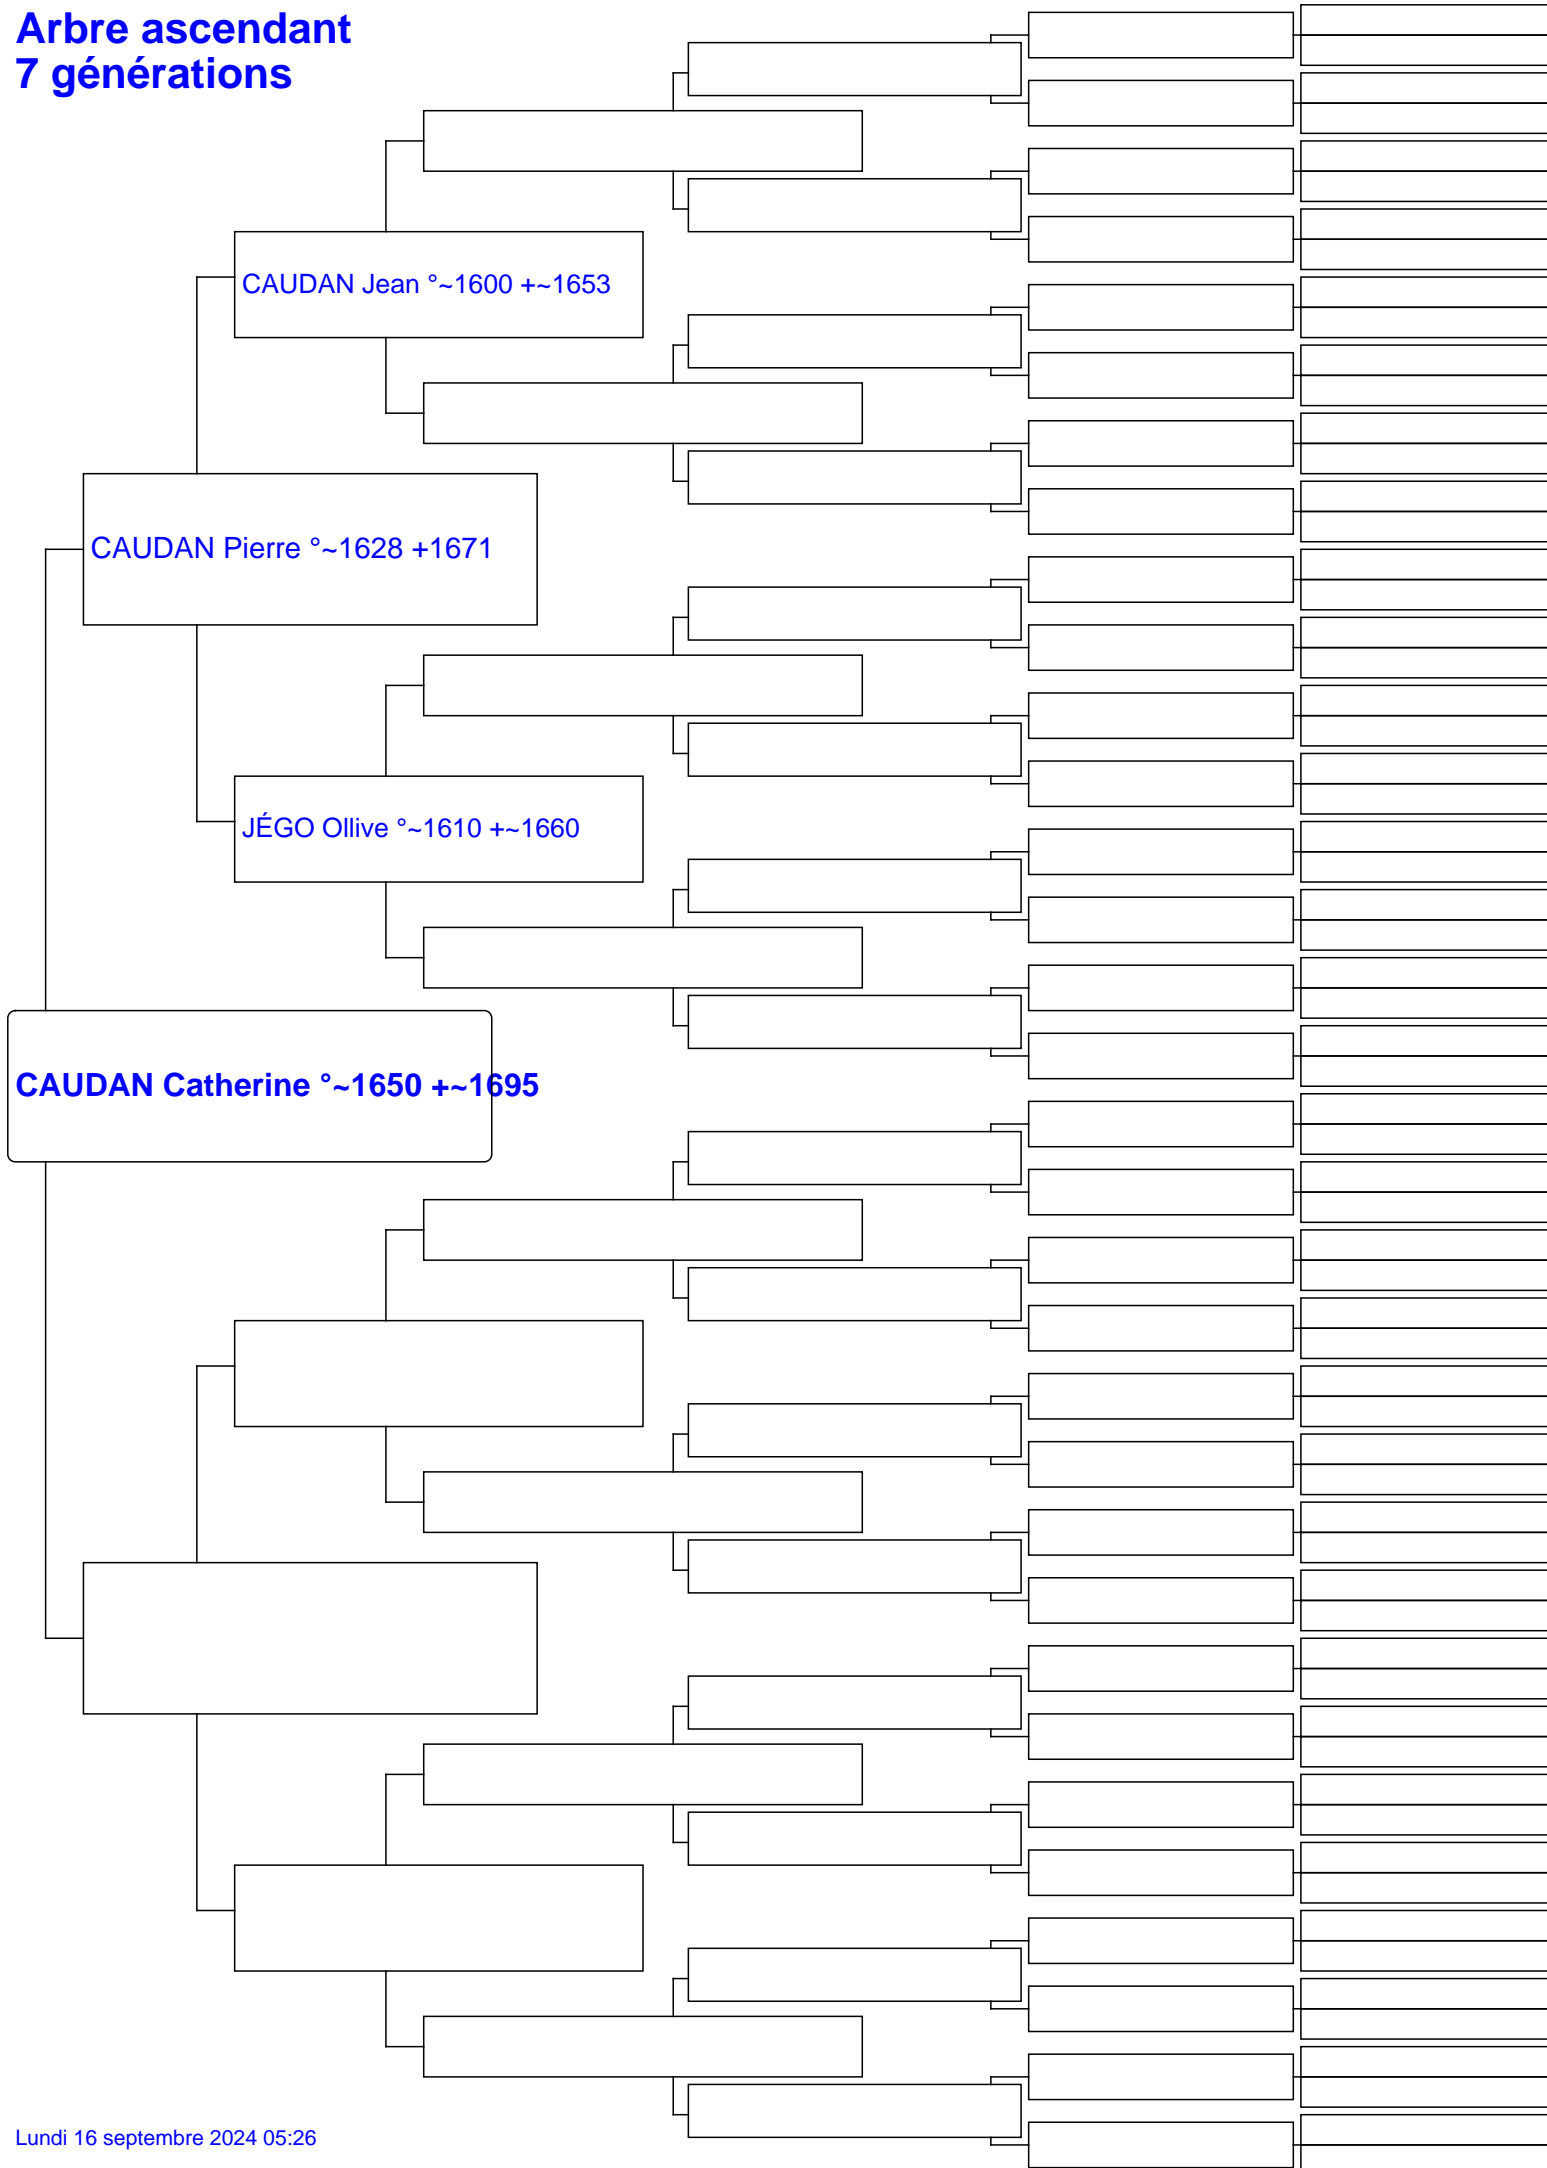 Arbre ascendant
7 générations
CAUDAN Jean °~1600 +~1653
CAUDAN Pierre °~1628 +1671
JÉGO Ollive °~1610 +~1660
CAUDAN Catherine °~1650 +~1695
Lundi 16 septembre 2024 05:26